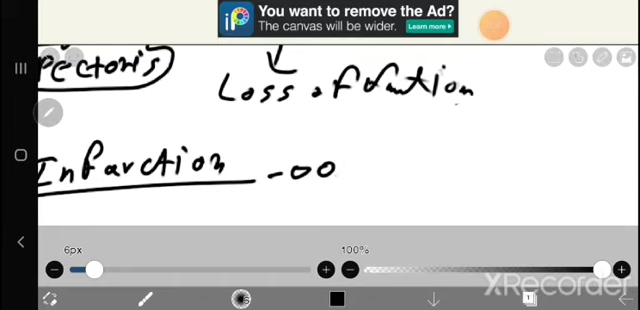 You want to remove the Ad?
The canvas will be wider.
Learn more
Pectoris
Loss of function
Infarction - 00
6px
100%
1
XRecorder